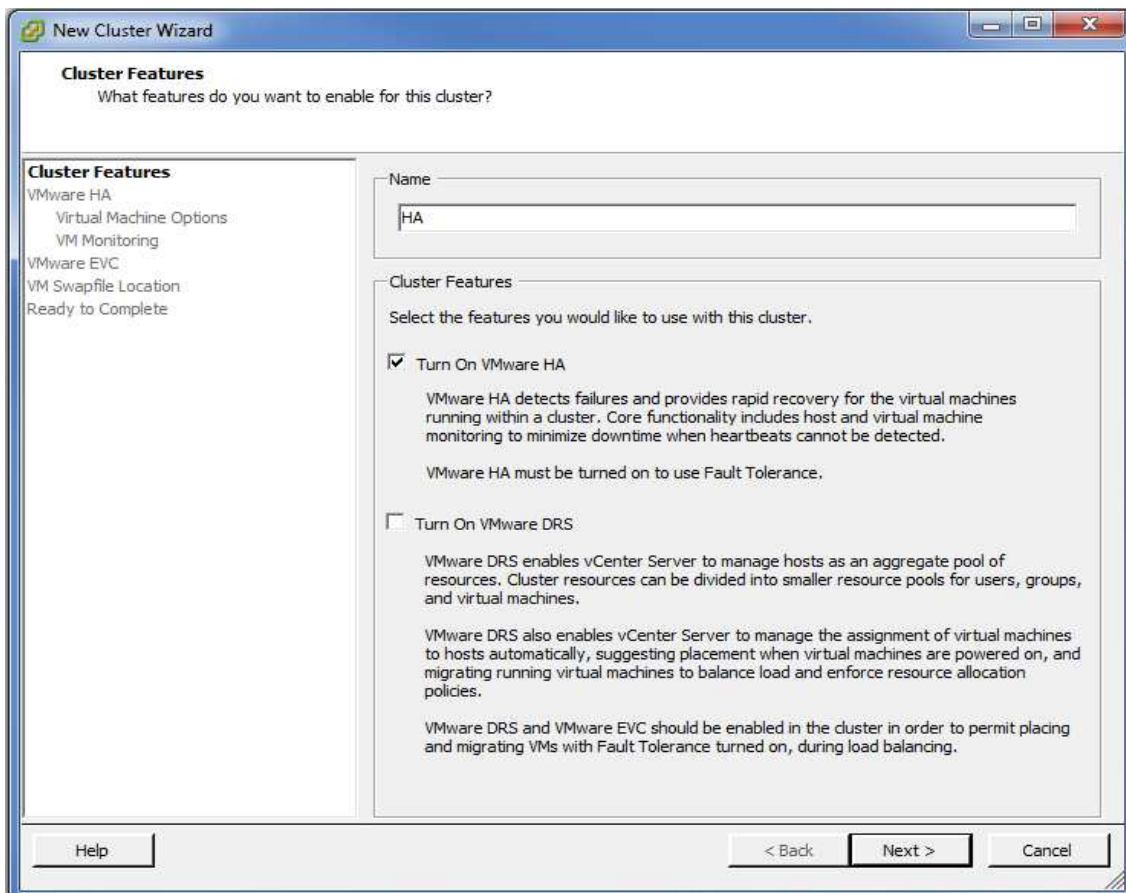 New Cluster Wizard
Cluster Features
What features do you want to enable for this cluster?
Cluster Features
VMware HA
Virtual Machine Options
VM Monitoring
VMware EVC
VM Swapfile Location
Ready to Complete
Name
HA
Cluster Features
Select the features you would like to use with this cluster.
Turn On VMware HA
VMware HA detects failures and provides rapid recovery for the virtual machines
running within a cluster. Core functionality includes host and virtual machine
monitoring to minimize downtime when heartbeats cannot be detected.
VMware HA must be turned on to use Fault Tolerance.
Turn On VMware DRS
VMware DRS enables vCenter Server to manage hosts as an aggregate pool of
resources. Cluster resources can be divided into smaller resource pools for users, groups,
and virtual machines.
VMware DRS also enables vCenter Server to manage the assignment of virtual machines
to hosts automatically, suggesting placement when virtual machines are powered on, and
migrating running virtual machines to balance load and enforce resource allocation
policies.
VMware DRS and VMware EVC should be enabled in the cluster in order to permit placing
and migrating VMs with Fault Tolerance turned on, during load balancing.
Help
< Back
Next >
Cancel